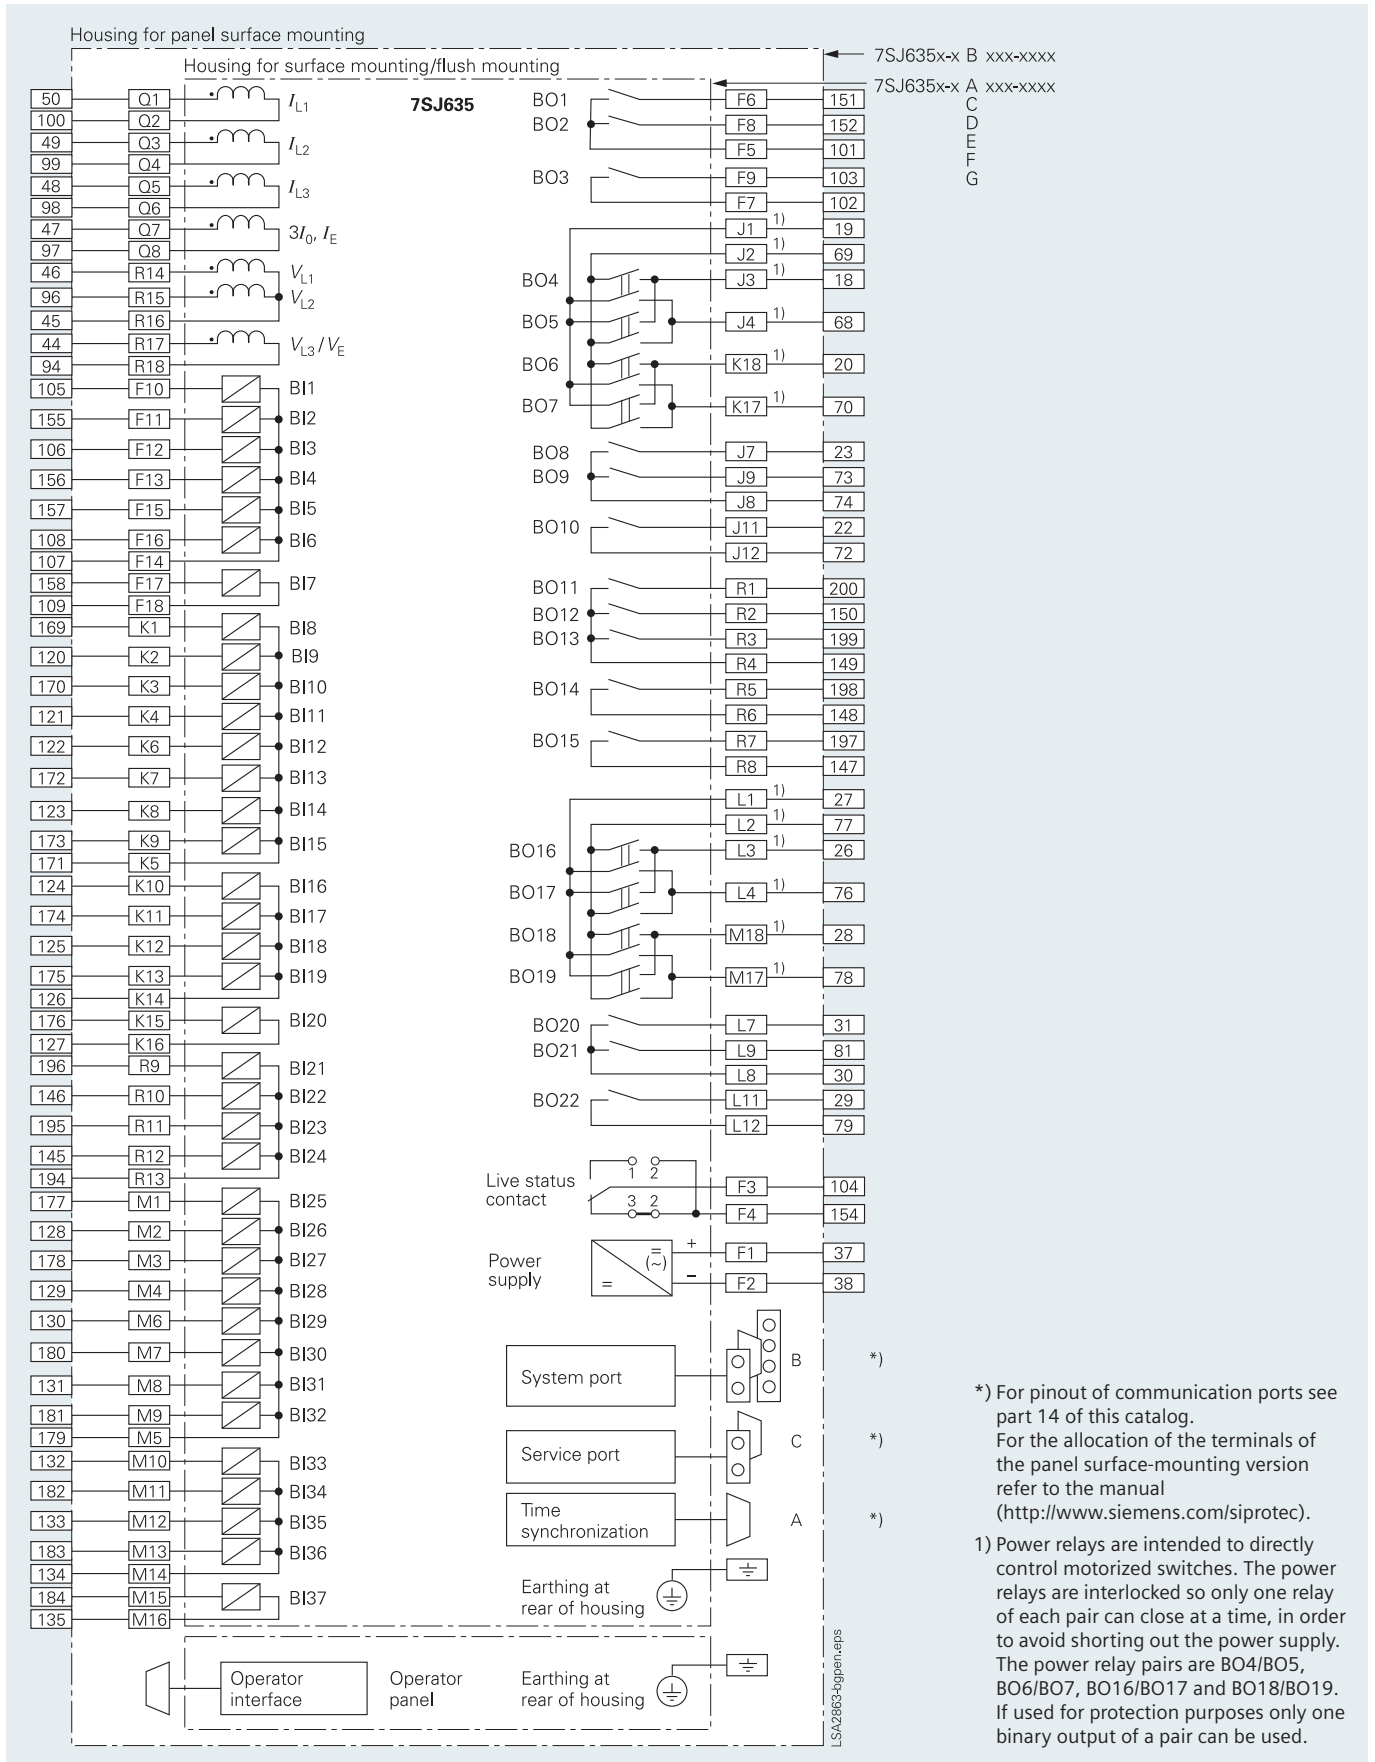 Housing for panel surface mounting
7SJ635x-x B xxx-xxxx
Housing for surface mounting/flush mounting
7SJ635x-x A xxx-xxxx
C
D
E
F
G
7SJ635
50 Q1 IL1
100 Q2
49 Q3 IL2
99 Q4
48 Q5 IL3
98 Q6
47 Q7 3I0, IE
97 Q8
46 R14 VL1
96 R15 VL2
45 R16
44 R17 VL3/VE
94 R18
105 F10 BI1
155 F11 BI2
106 F12 BI3
156 F13 BI4
157 F15 BI5
108 F16 BI6
107 F14
158 F17 BI7
109 F18
169 K1 BI8
120 K2 BI9
170 K3 BI10
121 K4 BI11
122 K6 BI12
172 K7 BI13
123 K8 BI14
173 K9 BI15
171 K5
124 K10 BI16
174 K11 BI17
125 K12 BI18
175 K13 BI19
126 K14
176 K15 BI20
127 K16
196 R9 BI21
146 R10 BI22
195 R11 BI23
145 R12 BI24
194 R13
177 M1 BI25
128 M2 BI26
178 M3 BI27
129 M4 BI28
130 M6 BI29
180 M7 BI30
131 M8 BI31
181 M9 BI32
179 M5
132 M10 BI33
182 M11 BI34
133 M12 BI35
183 M13 BI36
134 M14
184 M15 BI37
135 M16
BO1 F6 151
BO2 F8 152
F5 101
BO3 F9 103
F7 102
J1 1) 19
J2 1) 69
BO4 J3 1) 18
BO5 J4 1) 68
BO6 K18 1) 20
BO7 K17 1) 70
BO8 J7 23
BO9 J9 73
J8 74
BO10 J11 22
J12 72
BO11 R1 200
BO12 R2 150
BO13 R3 199
R4 149
BO14 R5 198
R6 148
BO15 R7 197
R8 147
L1 1) 27
L2 1) 77
BO16 L3 1) 26
BO17 L4 1) 76
BO18 M18 1) 28
BO19 M17 1) 78
BO20 L7 31
BO21 L9 81
L8 30
BO22 L11 29
L12 79
Live status
contact
1 2
3 2
F3 104
F4 154
Power
supply
= (~) =
+ F1 37
– F2 38
System port B *)
Service port C *)
Time
synchronization A *)
Earthing at
rear of housing
Operator
interface
Operator
panel
Earthing at
rear of housing
LSA2863-bgpen.eps
*) For pinout of communication ports see
part 14 of this catalog.
For the allocation of the terminals of
the panel surface-mounting version
refer to the manual
(http://www.siemens.com/siprotec).
1) Power relays are intended to directly
control motorized switches. The power
relays are interlocked so only one relay
of each pair can close at a time, in order
to avoid shorting out the power supply.
The power relay pairs are BO4/BO5,
BO6/BO7, BO16/BO17 and BO18/BO19.
If used for protection purposes only one
binary output of a pair can be used.